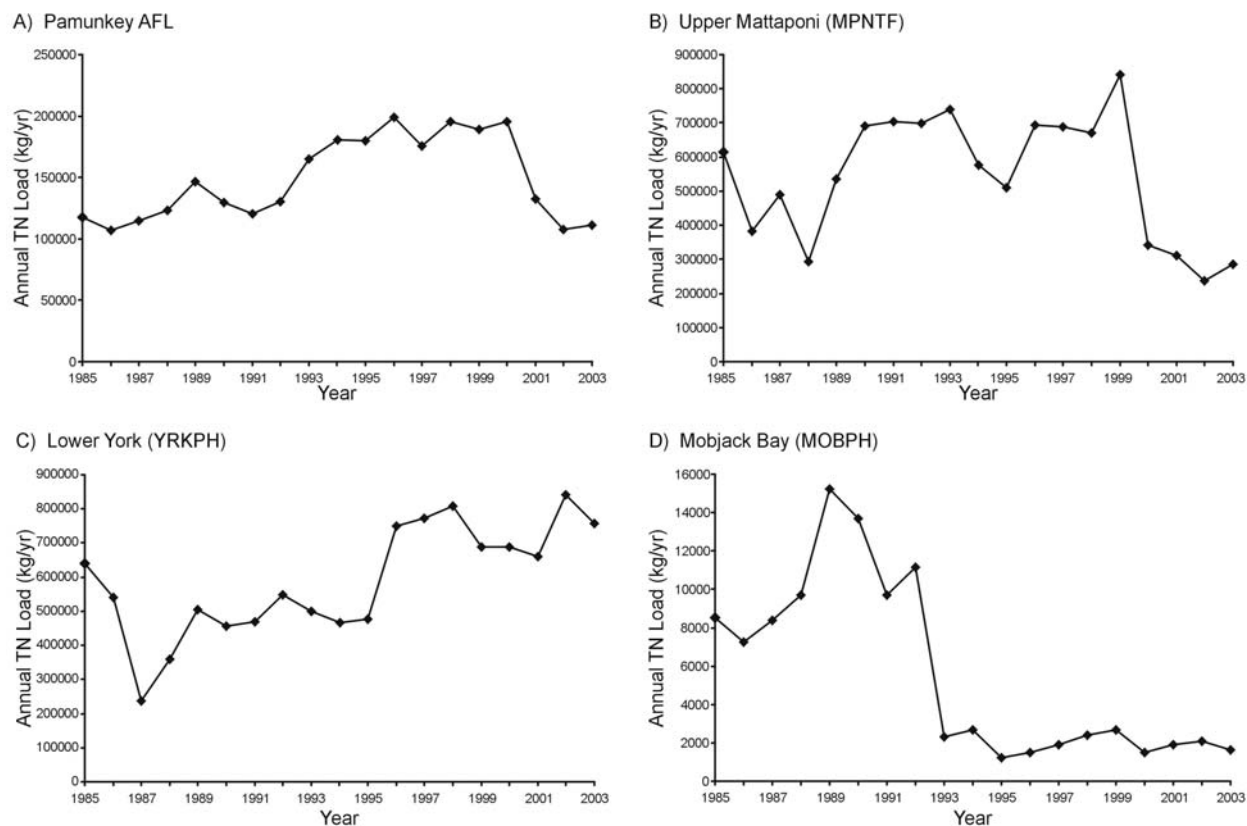 A) Pamunkey AFL
250000
200000
150000
100000
50000
0
Annual TN Load (kg/yr)
1985 1987 1989 1991 1993 1995 1997 1999 2001 2003
Year
B) Upper Mattaponi (MPNTF)
900000
800000
700000
600000
500000
400000
300000
200000
100000
0
Annual TN Load (kg/yr)
1985 1987 1989 1991 1993 1995 1997 1999 2001 2003
Year
C) Lower York (YRKPH)
900000
800000
700000
600000
500000
400000
300000
200000
100000
0
Annual TN Load (kg/yr)
1985 1987 1989 1991 1993 1995 1997 1999 2001 2003
Year
D) Mobjack Bay (MOBPH)
16000
14000
12000
10000
8000
6000
4000
2000
0
Annual TN Load (kg/yr)
1985 1987 1989 1991 1993 1995 1997 1999 2001 2003
Year